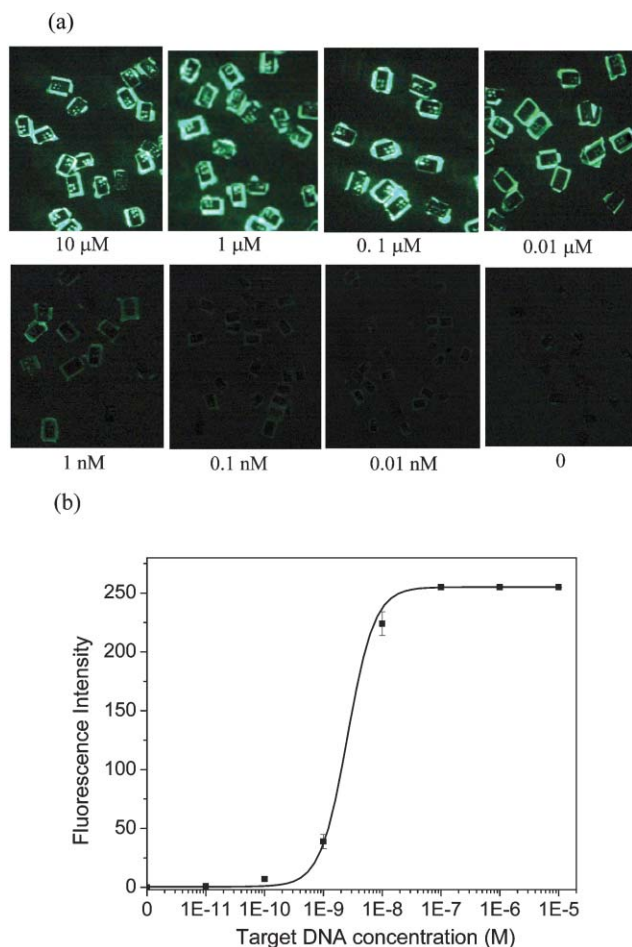 (a)
10 μM 1 μM 0. 1 μM 0.01 μM
1 nM 0.1 nM 0.01 nM 0
(b)
250
200
150
100
50
0
Fluorescence Intensity
0 1E-11 1E-10 1E-9 1E-8 1E-7 1E-6 1E-5
Target DNA concentration (M)